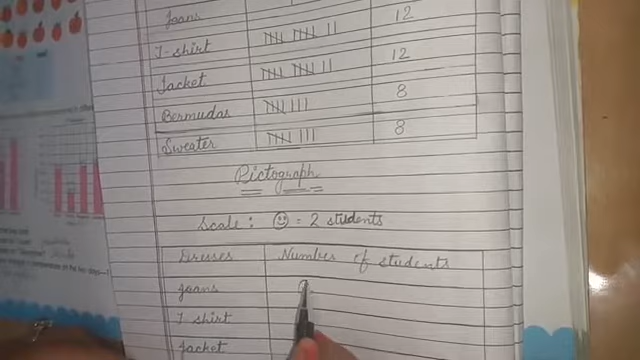 Jeans
T-shirt 12
Jacket 12
Bermudas 8
Sweater 8
Pictograph
Scale : = 2 students
Dresses Number of students
Jeans
T shirt
Jacket